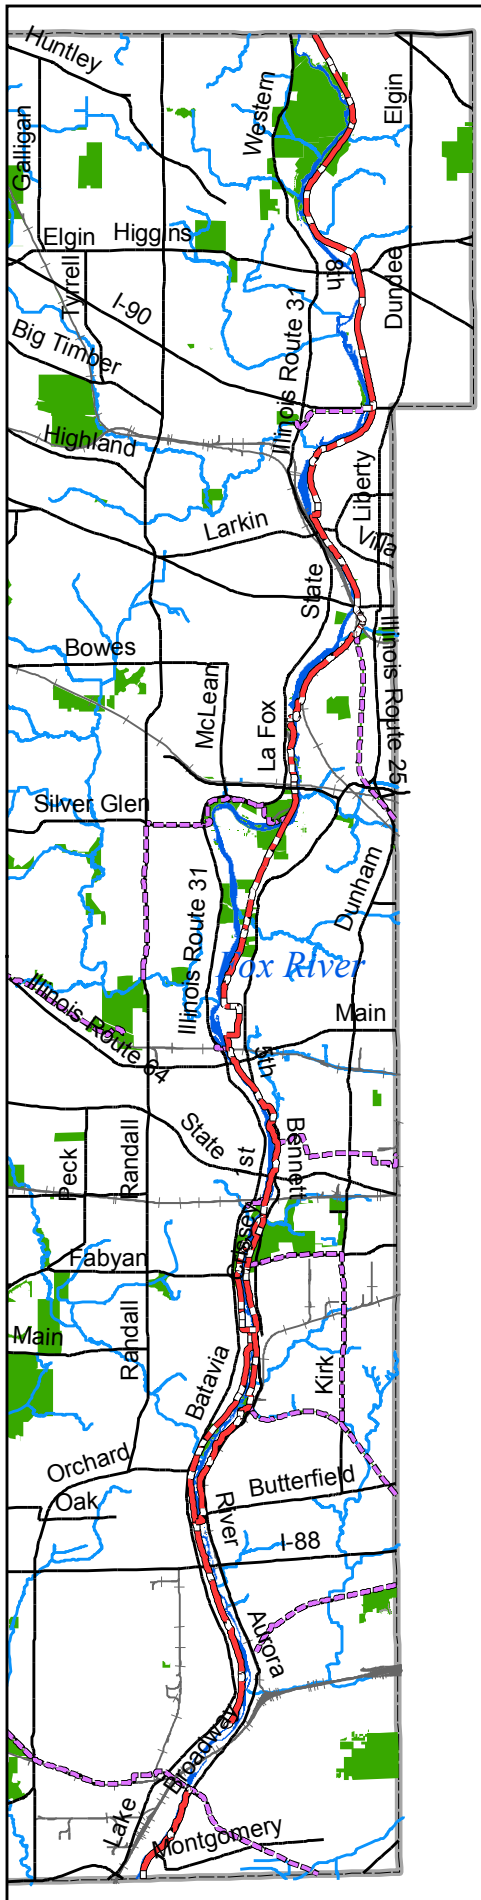 Huntley
Western
Elgin
Galligan
Elgin
Higgins
Tyrrell
8th
Dundee
I-90
Illinois Route 31
Big Timber
Highland
Liberty
Larkin
Villa
State
Illinois Route 25
Bowes
McLean
La Fox
Silver Glen
Dunham
Illinois Route 31
Fox River
Illinois Route 64
Main
5th
State
st
Bennett
Peck
Randall
Fabyan
Main
Randall
Kirk
Batavia
Orchard
Butterfield
Oak
River
I-88
Aurora
Broadway
Lake
Montgomery